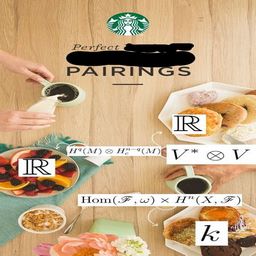 Perfect
PAIRINGS
ℝ
H^q(M) ⊗ H_c^{n-q}(M)
V* ⊗ V
ℝ
Hom(ℱ, ω) × H^n(X, ℱ)
k